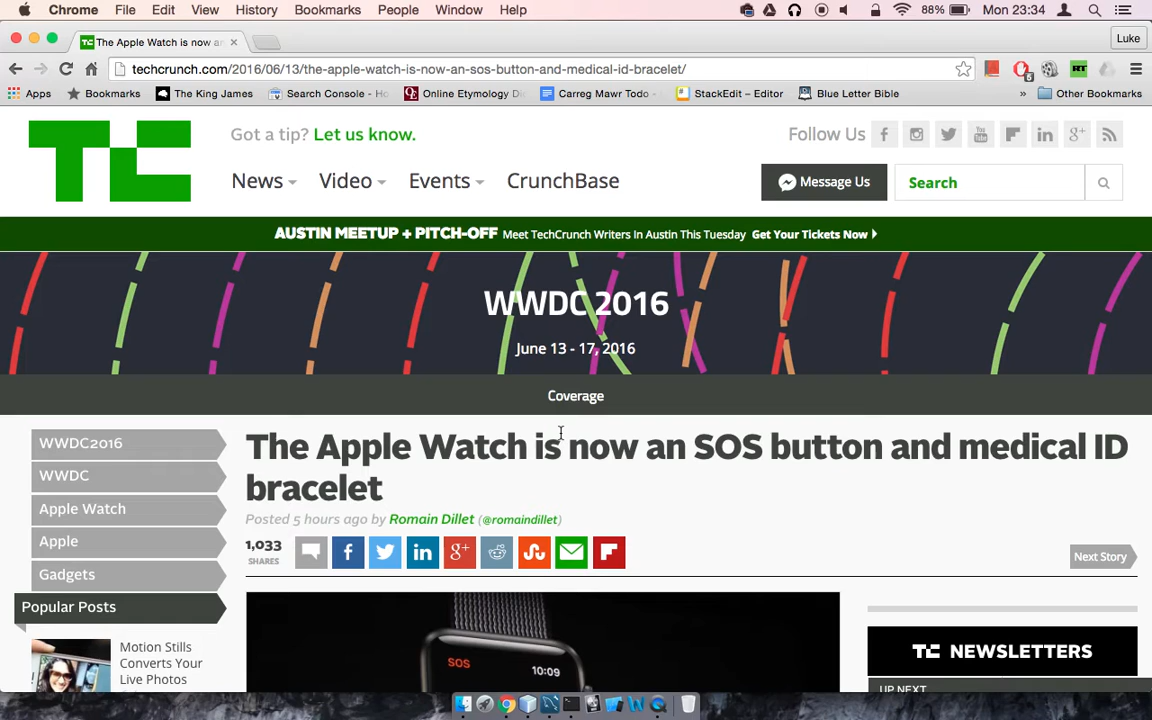 Chrome File Edit View History Bookmarks People Window Help 88% Mon 23:34
The Apple Watch is now an Luke
techcrunch.com/2016/06/13/the-apple-watch-is-now-an-sos-button-and-medical-id-bracelet/
Apps Bookmarks The King James Search Console - Ho Online Etymology Di Carreg Mawr Todo - StackEdit – Editor Blue Letter Bible » Other Bookmarks
TC
Got a tip? Let us know. Follow Us
News Video Events CrunchBase Message Us Search
AUSTIN MEETUP + PITCH-OFF Meet TechCrunch Writers In Austin This Tuesday Get Your Tickets Now
WWDC 2016
June 13 - 17, 2016
Coverage
WWDC2016
WWDC
Apple Watch
Apple
Gadgets
Popular Posts
Motion Stills
Converts Your
Live Photos
The Apple Watch is now an SOS button and medical ID
bracelet
Posted 5 hours ago by Romain Dillet (@romaindillet)
1,033
SHARES
Next Story
SOS 10:09
TC NEWSLETTERS
UP NEXT